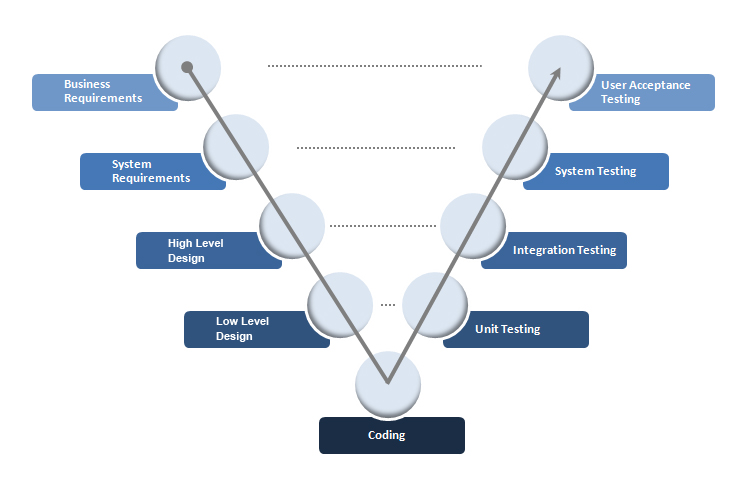 Business
Requirements
User Acceptance
Testing
System
Requirements
System Testing
High Level
Design
Integration Testing
Low Level
Design
Unit Testing
Coding